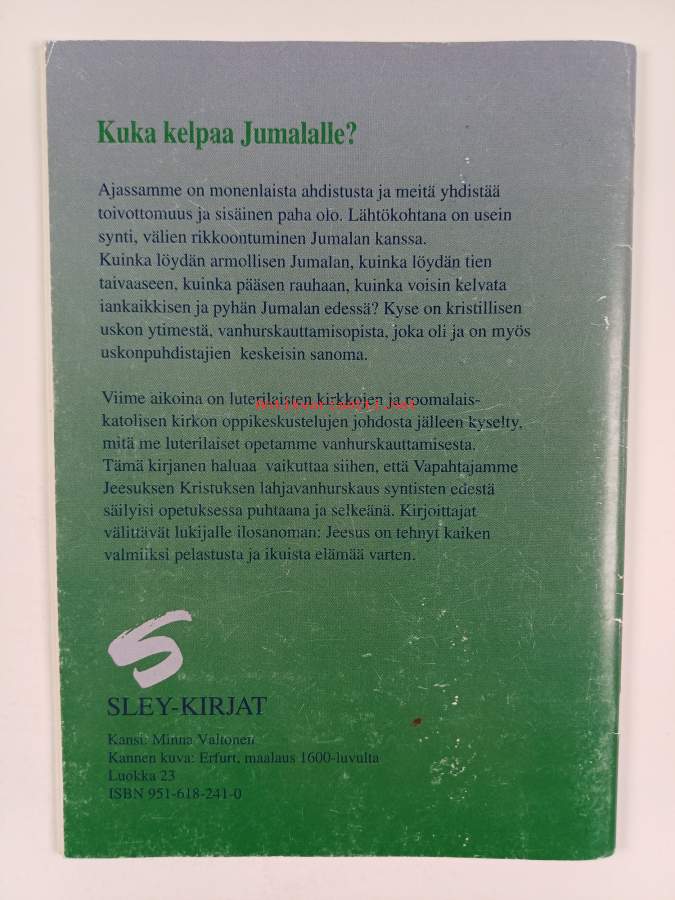 Kuka kelpaa Jumalalle?
Ajassamme on monenlaista ahdistusta ja meitä yhdistää
toivottomuus ja sisäinen paha olo. Lähtökohtana on usein
synti, välien rikkoontuminen Jumalan kanssa.
Kuinka löydän armollisen Jumalan, kuinka löydän tien
taivaaseen, kuinka pääsen rauhaan, kuinka voisin kelvata
iankaikkisen ja pyhän Jumalan edessä? Kyse on kristillisen
uskon ytimestä, vanhurskauttamisopista, joka oli ja on myös
uskonpuhdistajien keskeisin sanoma.
Viime aikoina on luterilaisten kirkkojen ja roomalais-
katolisen kirkon oppikeskustelujen johdosta jälleen kyselty,
mitä me luterilaiset opetamme vanhurskauttamisesta.
Tämä kirjanen haluaa vaikuttaa siihen, että Vapahtajamme
Jeesuksen Kristuksen lahjavanhurskaus syntisten edestä
säilyisi opetuksessa puhtaana ja selkeänä. Kirjoittajat
välittävät lukijalle ilosanoman: Jeesus on tehnyt kaiken
valmiiksi pelastusta ja ikuista elämää varten.
SLEY-KIRJAT
Kansi: Minna Valtonen
Kannen kuva: Erfurt, maalaus 1600-luvulta
Luokka 23
ISBN 951-618-241-0